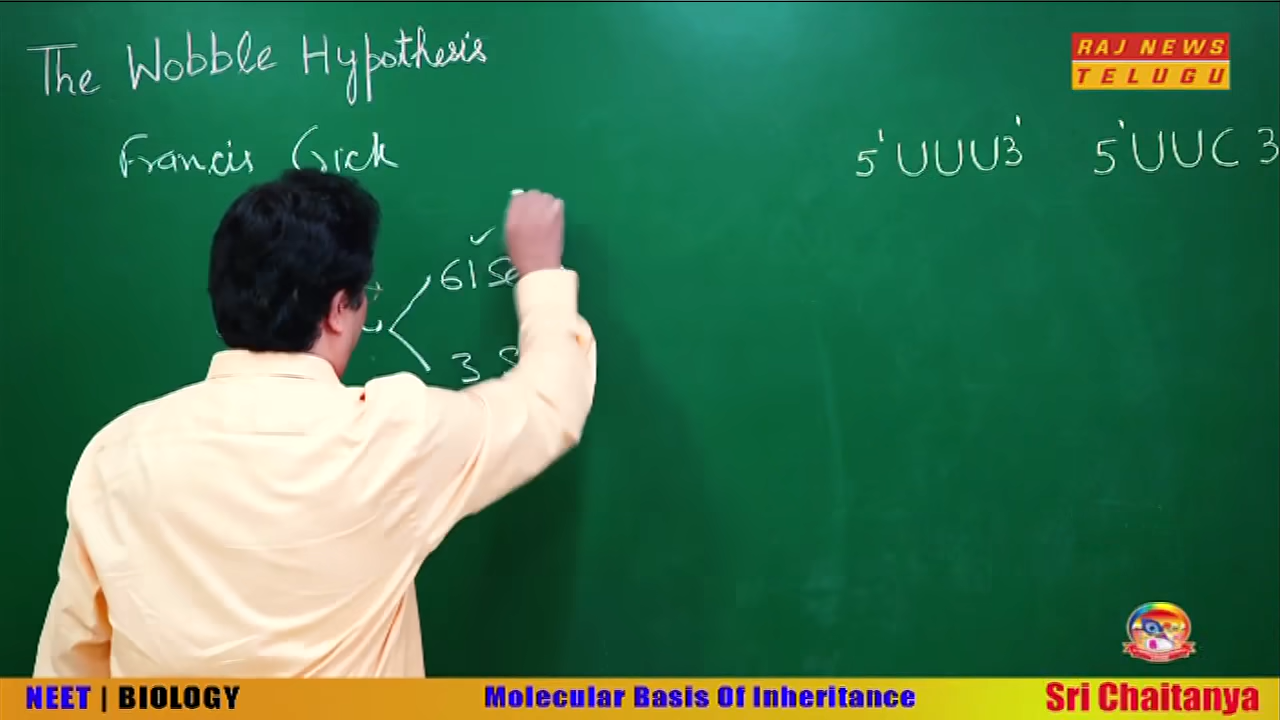 The Wobble Hypothesis
RAJ NEWS
TELUGU
Francis Crick
5'UUU3' 5'UUC 3
61 Se
3 S
NEET | BIOLOGY Molecular Basis Of Inheritance Sri Chaitanya